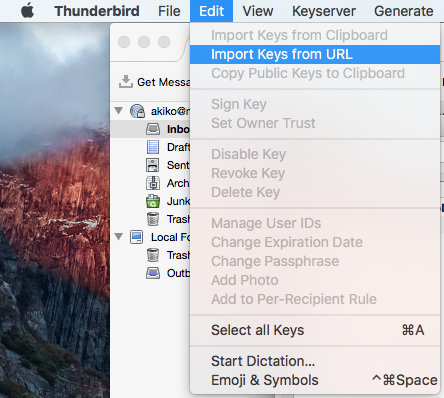 Thunderbird File Edit View Keyserver Generate
Import Keys from Clipboard
Import Keys from URL
Copy Public Keys to Clipboard
Sign Key
Set Owner Trust
Disable Key
Revoke Key
Delete Key
Manage User IDs
Change Expiration Date
Change Passphrase
Add Photo
Add to Per-Recipient Rule
Select all Keys ⌘A
Start Dictation...
Emoji & Symbols ^⌘Space
Get Messa
akiko@
Inbo
Draft
Sent
Arch
Junk
Tras
Local Fo
Tras
Outb